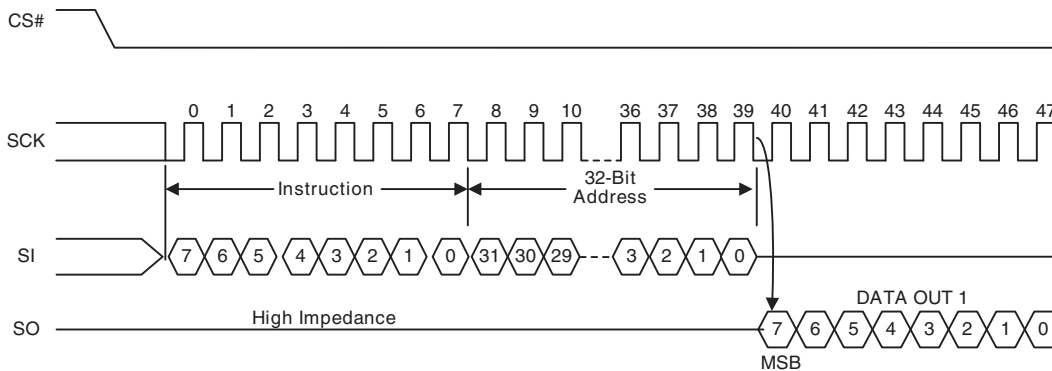 CS#
0 1 2 3 4 5 6 7 8 9 10 36 37 38 39 40 41 42 43 44 45 46 47
SCK
Instruction
32-Bit
Address
SI 7 6 5 4 3 2 1 0 31 30 29 3 2 1 0
DATA OUT 1
High Impedance
SO 7 6 5 4 3 2 1 0
MSB